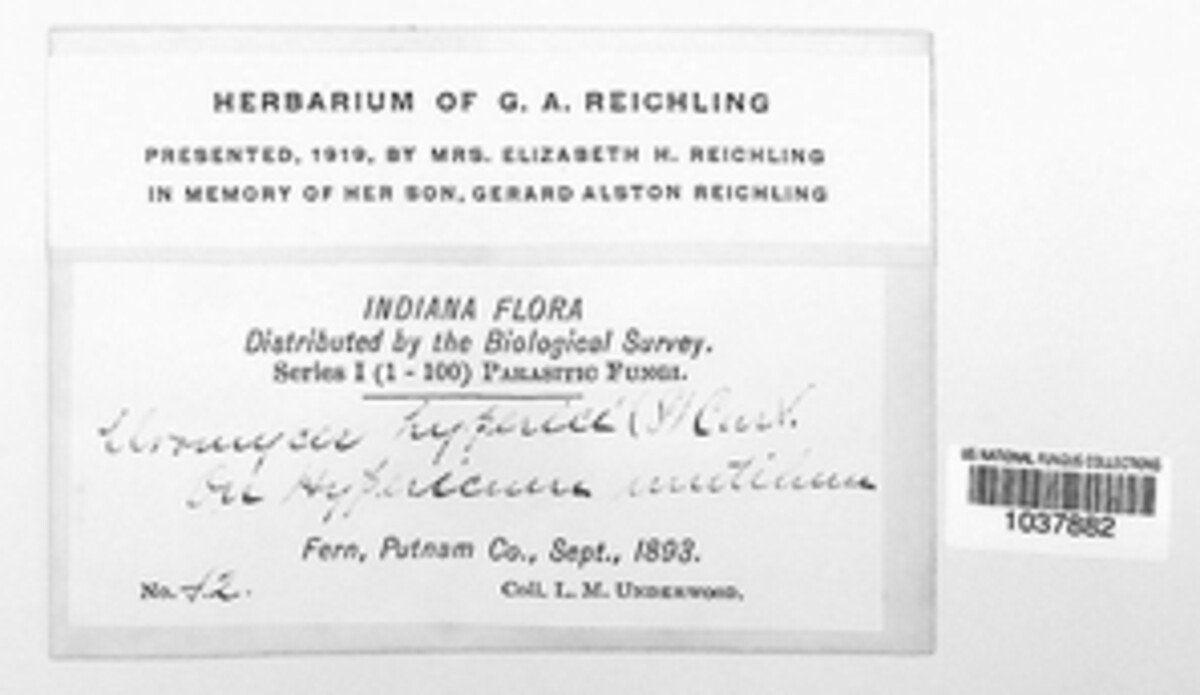 HERBARIUM OF G. A. REICHLING
PRESENTED, 1919, BY MRS. ELIZABETH H. REICHLING
IN MEMORY OF HER SON, GERARD ALSTON REICHLING
INDIANA FLORA
Distributed by the Biological Survey.
Series I (1 - 100) PARASITIC FUNGI.
Uromyces hyperici (S) Curt.
On Hypericum mutilum
Fern, Putnam Co., Sept., 1893.
No. 42.
Coll. L. M. UNDERWOOD.
US NATIONAL FUNGUS COLLECTIONS
1037882